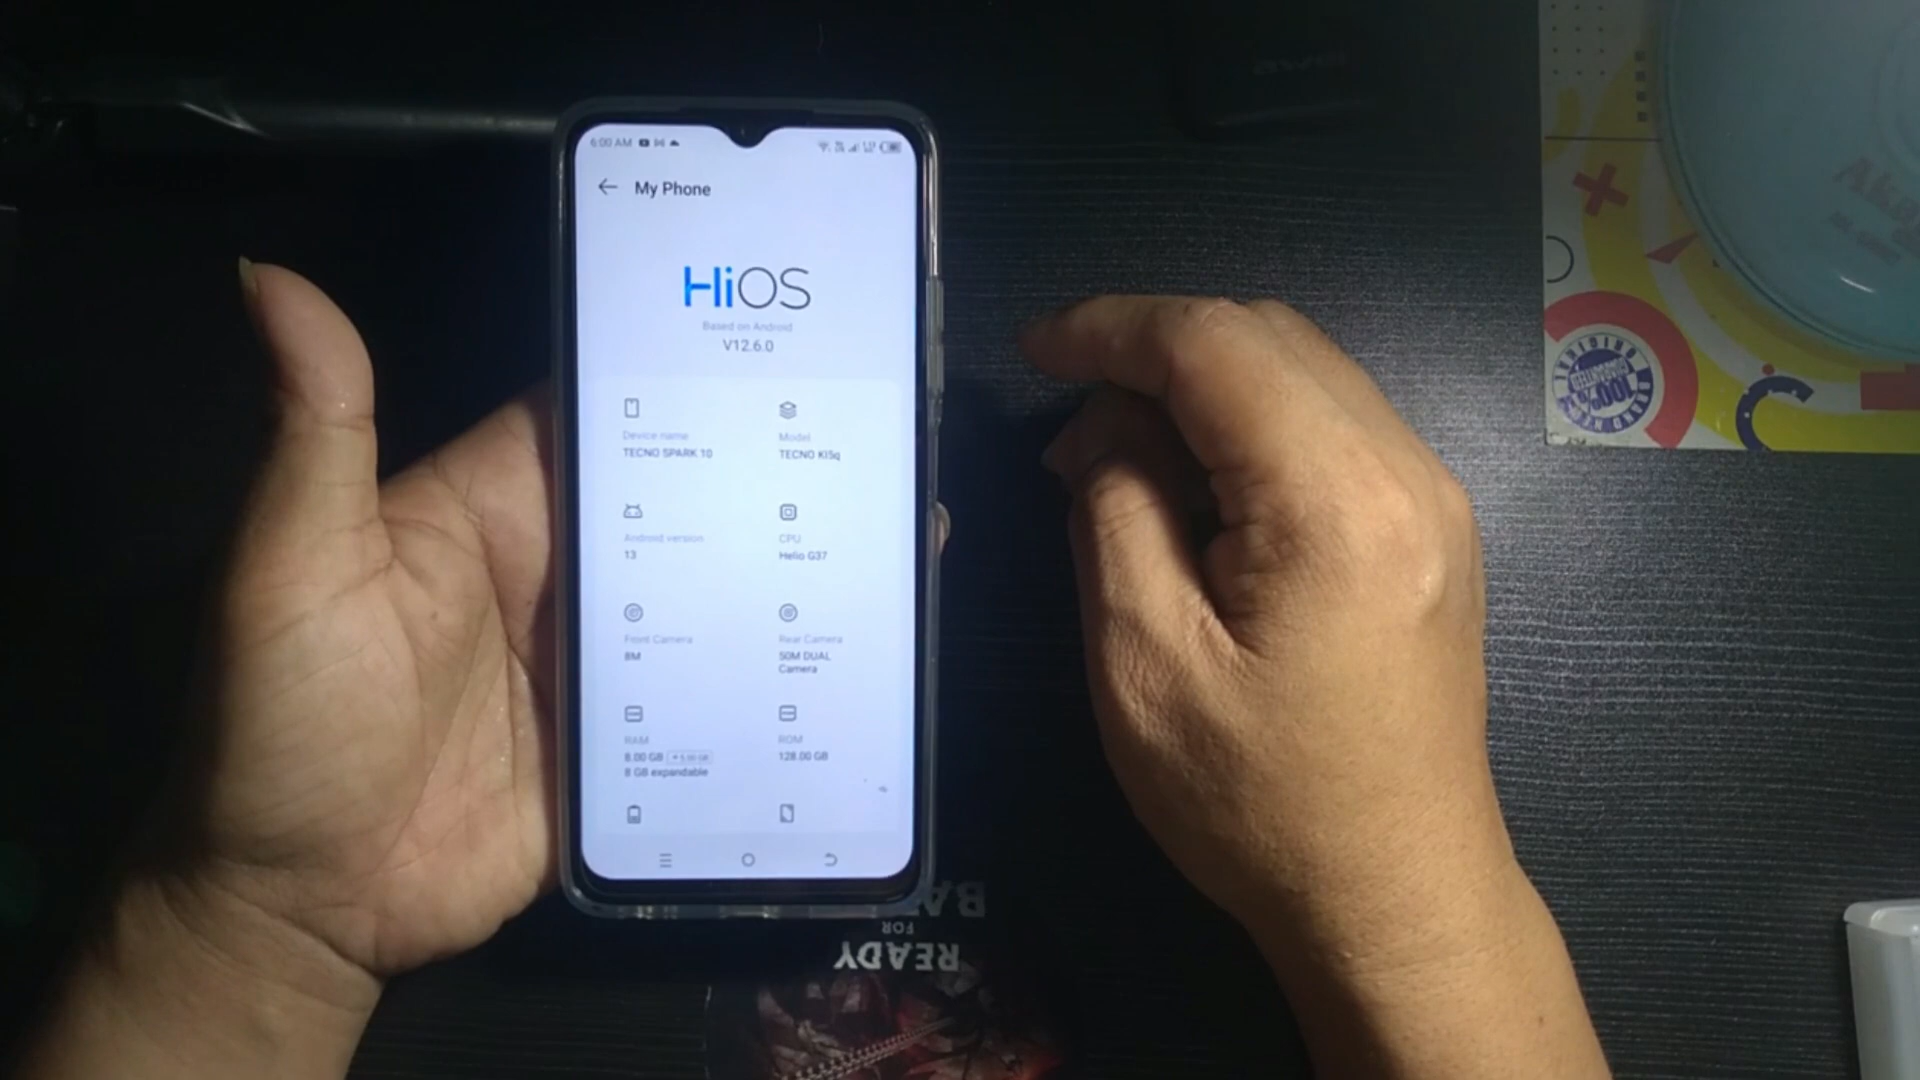 6:00 AM
My Phone
HiOS
Based on Android
V12.6.0
Device name
TECNO SPARK 10
Model
TECNO KI5q
Android version
13
CPU
Helio G37
Front Camera
8M
Rear Camera
50M DUAL
Camera
RAM
8.00 GB
8 GB expandable
ROM
128.00 GB
READY
FOR
100%
ORIGINAL